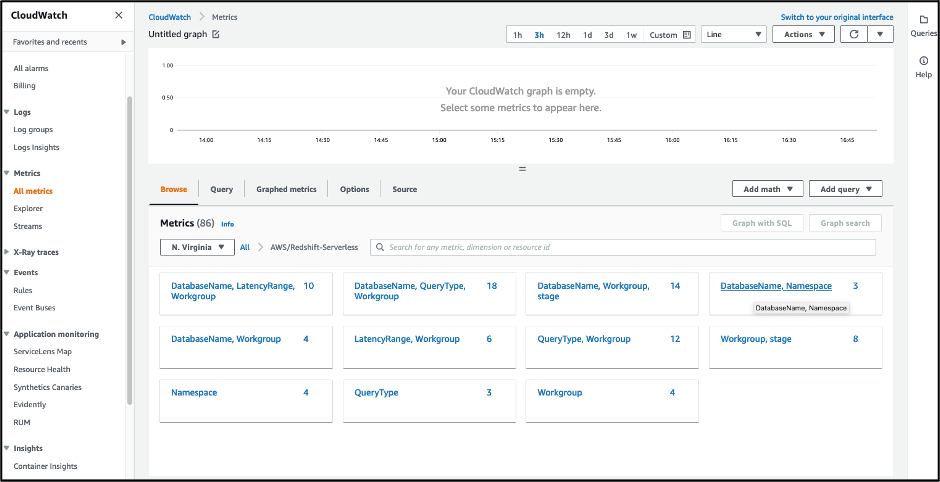 CloudWatch
Favorites and recents
All alarms
Billing
Logs
Log groups
Logs Insights
Metrics
All metrics
Explorer
Streams
X-Ray traces
Events
Rules
Event Buses
Application monitoring
ServiceLens Map
Resource Health
Synthetics Canaries
Evidently
RUM
Insights
Container Insights
CloudWatch > Metrics
Switch to your original interface
Untitled graph
1h 3h 12h 1d 3d 1w Custom
Line
Actions
1.00
0.50
0
Your CloudWatch graph is empty.
Select some metrics to appear here.
14:00 14:15 14:30 14:45 15:00 15:15 15:30 15:45 16:00 16:15 16:30 16:45
Browse Query Graphed metrics Options Source
Add math Add query
Metrics (86) Info
Graph with SQL Graph search
N. Virginia All > AWS/Redshift-Serverless Search for any metric, dimension or resource id
DatabaseName, LatencyRange, 10
Workgroup
DatabaseName, QueryType, 18
Workgroup
DatabaseName, Workgroup, 14
stage
DatabaseName, Namespace 3
DatabaseName, Namespace
DatabaseName, Workgroup 4
LatencyRange, Workgroup 6
QueryType, Workgroup 12
Workgroup, stage 8
Namespace 4
QueryType 3
Workgroup 4
Queries
Help